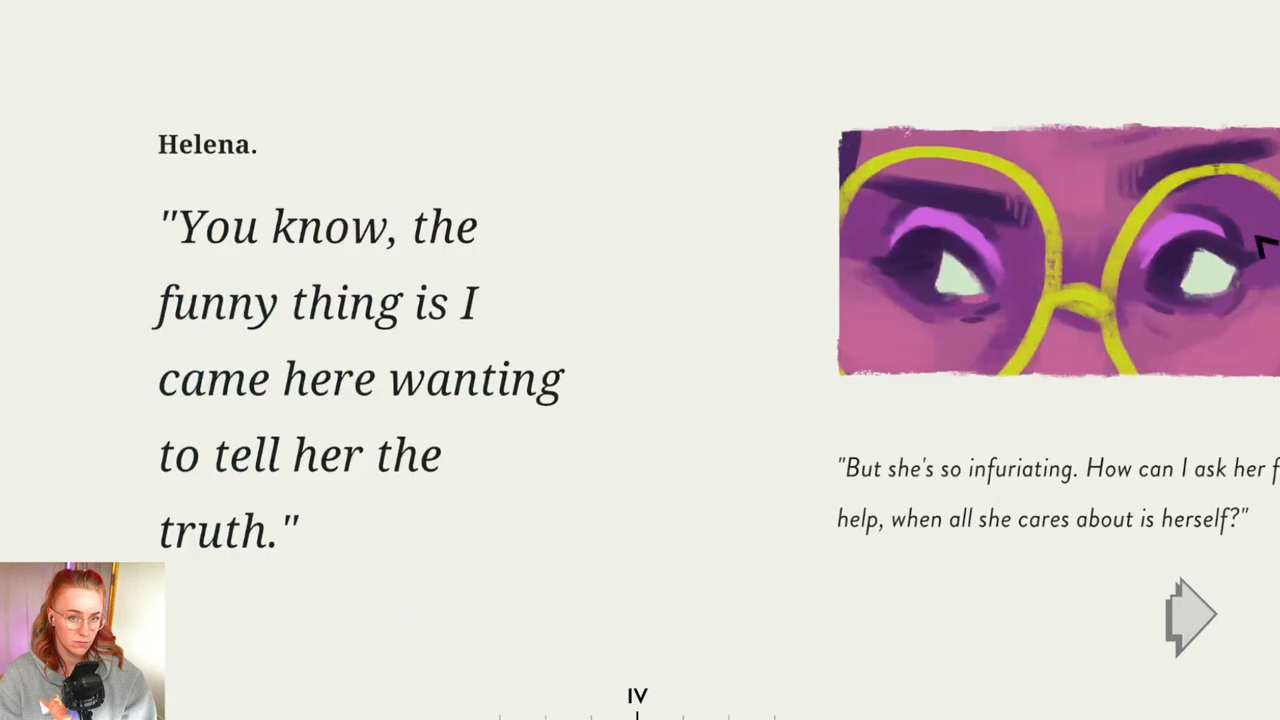 Helena.
"You know, the
funny thing is I
came here wanting
to tell her the
truth."
"But she's so infuriating. How can I ask her
help, when all she cares about is herself?"
IV